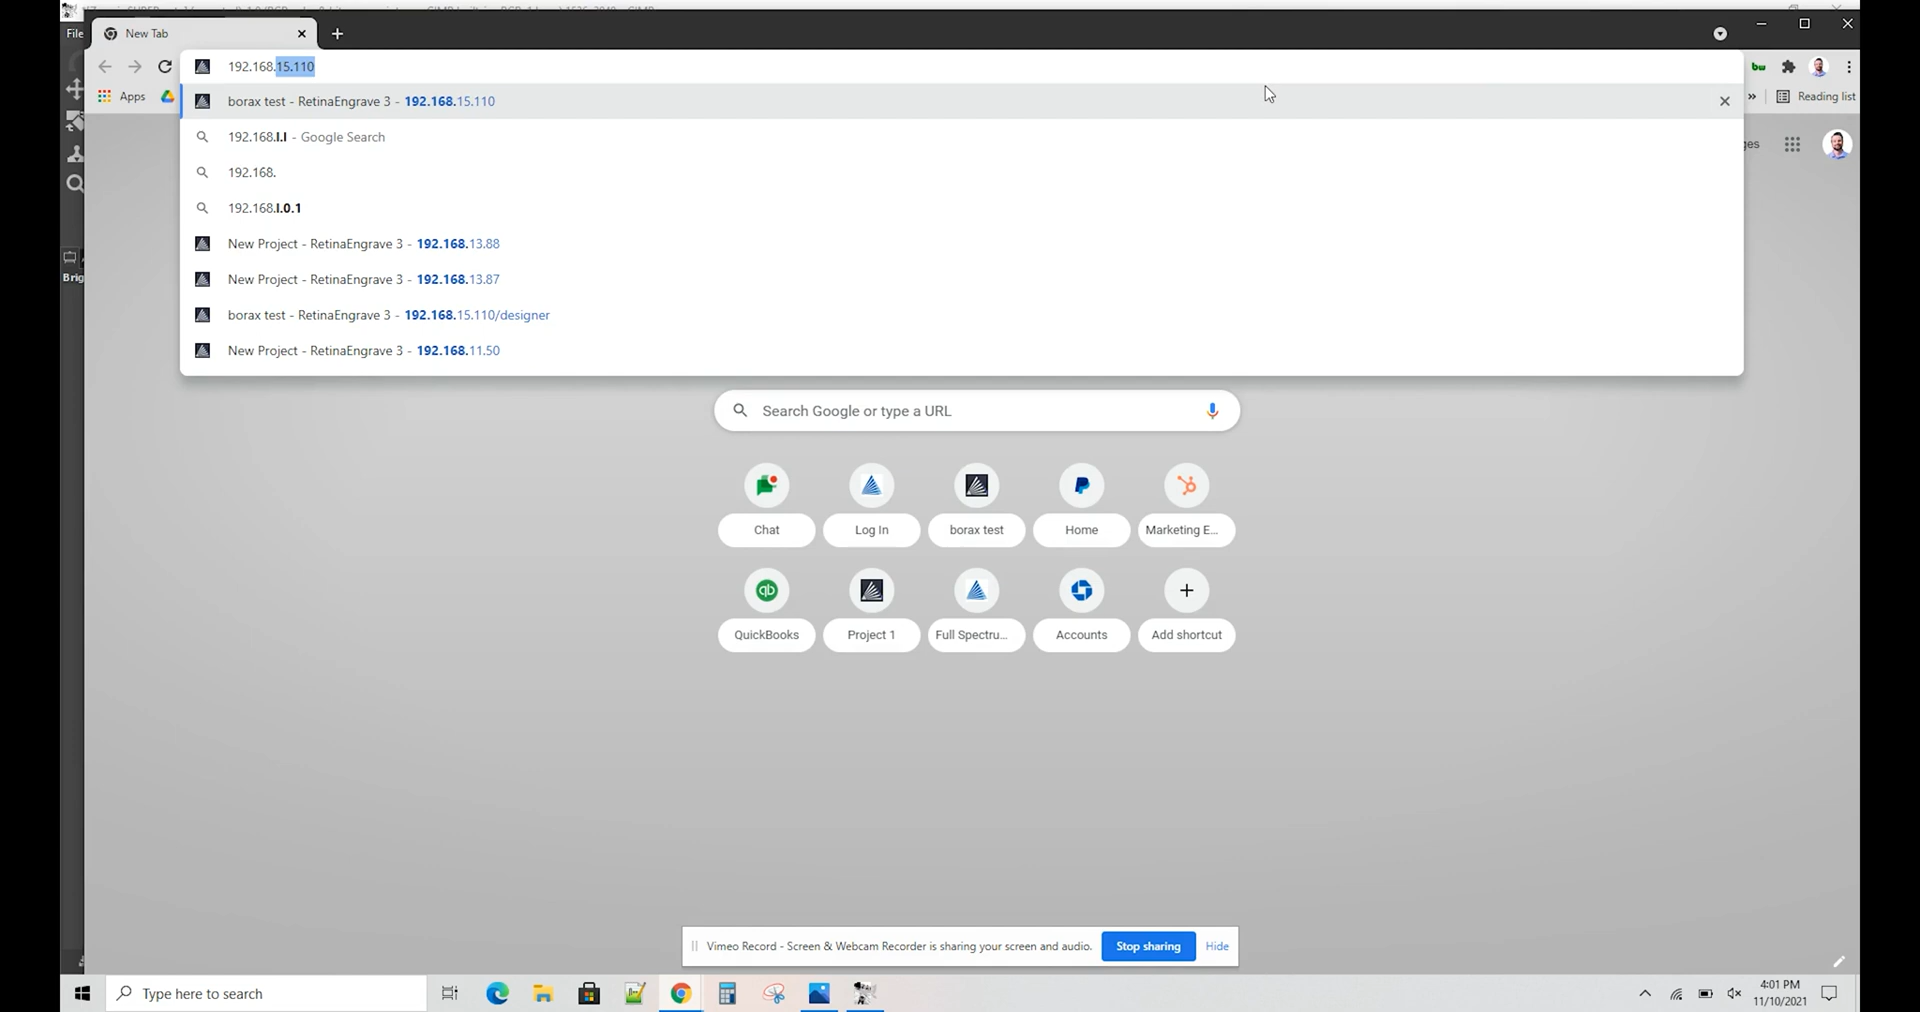 File
New Tab
192.168.15.110
Apps
Reading list
borax test - RetinaEngrave 3 - 192.168.15.110
192.168.l.l - Google Search
192.168.
192.168.l.0.1
New Project - RetinaEngrave 3 - 192.168.13.88
New Project - RetinaEngrave 3 - 192.168.13.87
borax test - RetinaEngrave 3 - 192.168.15.110/designer
New Project - RetinaEngrave 3 - 192.168.11.50
Brig
Search Google or type a URL
Chat
Log In
borax test
Home
Marketing E...
QuickBooks
Project 1
Full Spectru...
Accounts
Add shortcut
Vimeo Record - Screen & Webcam Recorder is sharing your screen and audio.
Stop sharing
Hide
Type here to search
4:01 PM
11/10/2021